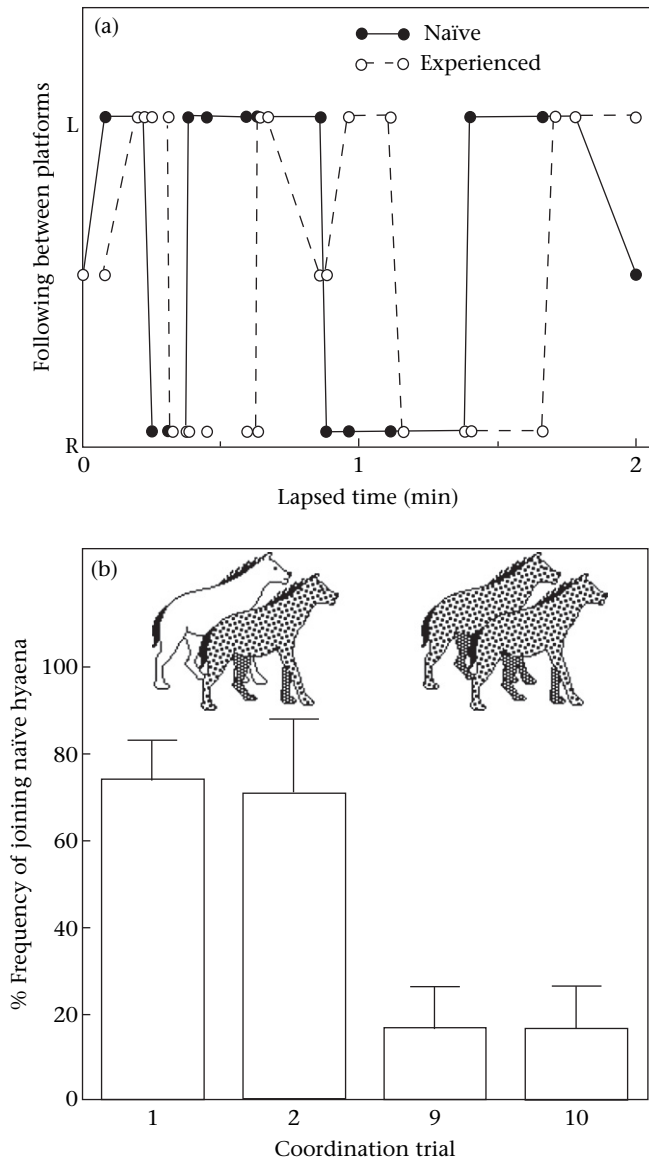 (a)
Naïve
Experienced
Following between platforms
L
R
0
1
2
Lapsed time (min)
(b)
% Frequency of joining naïve hyaena
100
80
60
40
20
0
1
2
9
10
Coordination trial